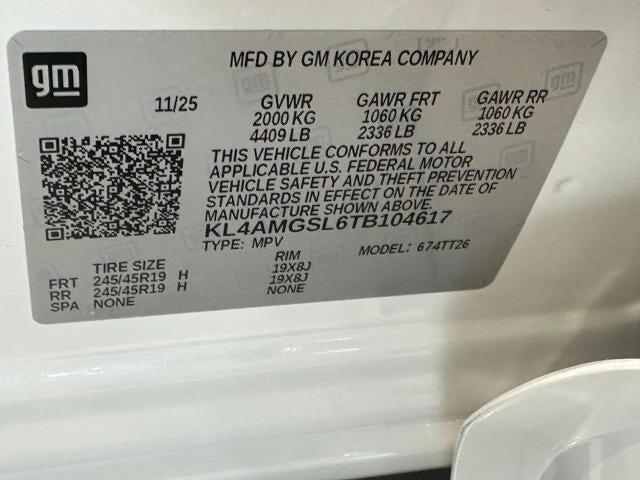 gm
MFD BY GM KOREA COMPANY
11/25 GVWR GAWR FRT GAWR RR
2000 KG 1060 KG 1060 KG
4409 LB 2336 LB 2336 LB
THIS VEHICLE CONFORMS TO ALL
APPLICABLE U.S. FEDERAL MOTOR
VEHICLE SAFETY AND THEFT PREVENTION
STANDARDS IN EFFECT ON THE DATE OF
MANUFACTURE SHOWN ABOVE.
KL4AMGSL6TB104617
TYPE: MPV MODEL: 674TT26
TIRE SIZE RIM
FRT 245/45R19 H 19X8J
RR 245/45R19 H 19X8J
SPA NONE NONE